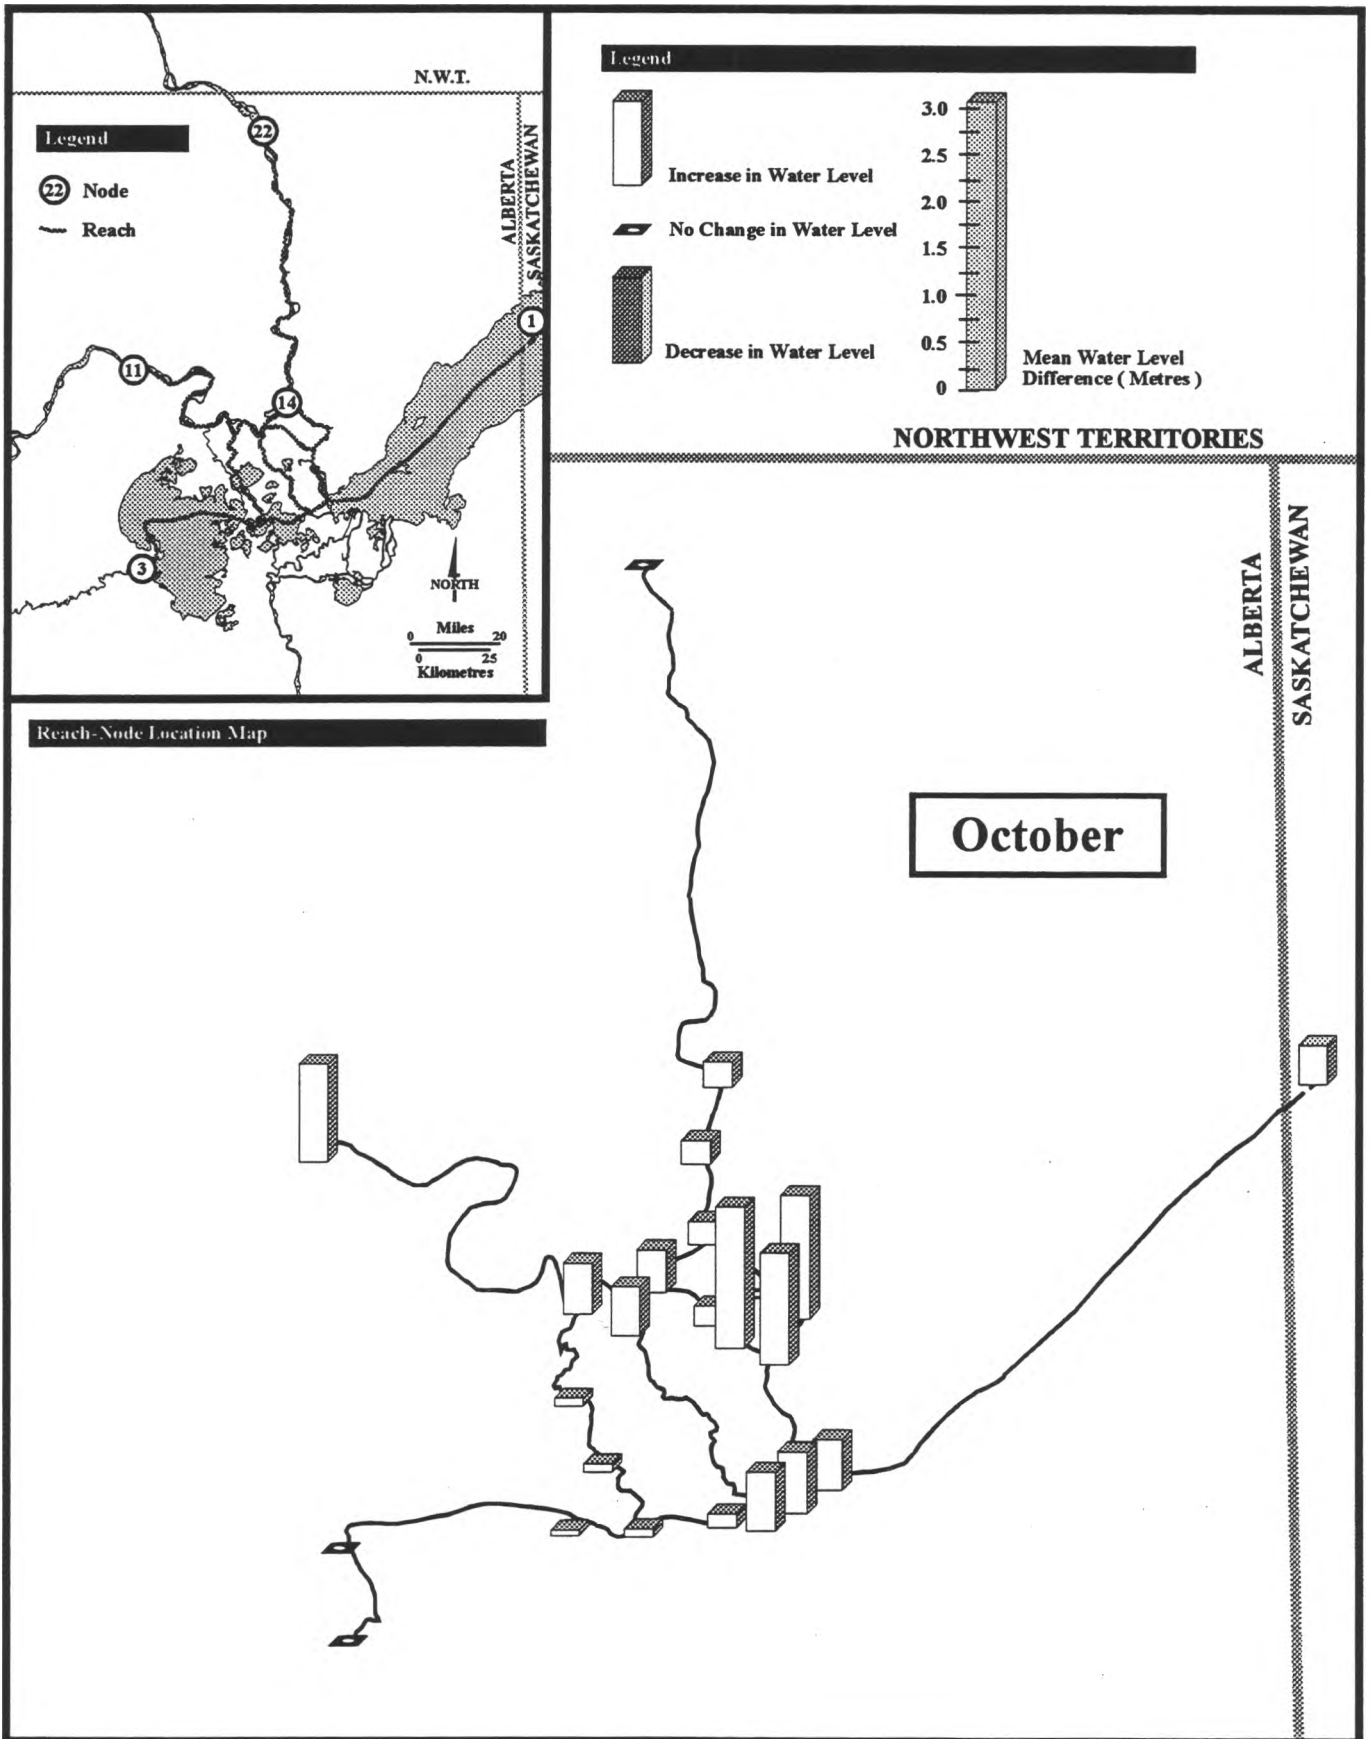 N.W.T.
Legend
22
Node
Reach
22
ALBERTA
SASKATCHEWAN
1
11
14
3
NORTH
Miles
0 20
0 25
Kilometres
Reach-Node Location Map
Legend
Increase in Water Level
No Change in Water Level
Decrease in Water Level
3.0
2.5
2.0
1.5
1.0
0.5
0
Mean Water Level
Difference ( Metres )
NORTHWEST TERRITORIES
ALBERTA
SASKATCHEWAN
October